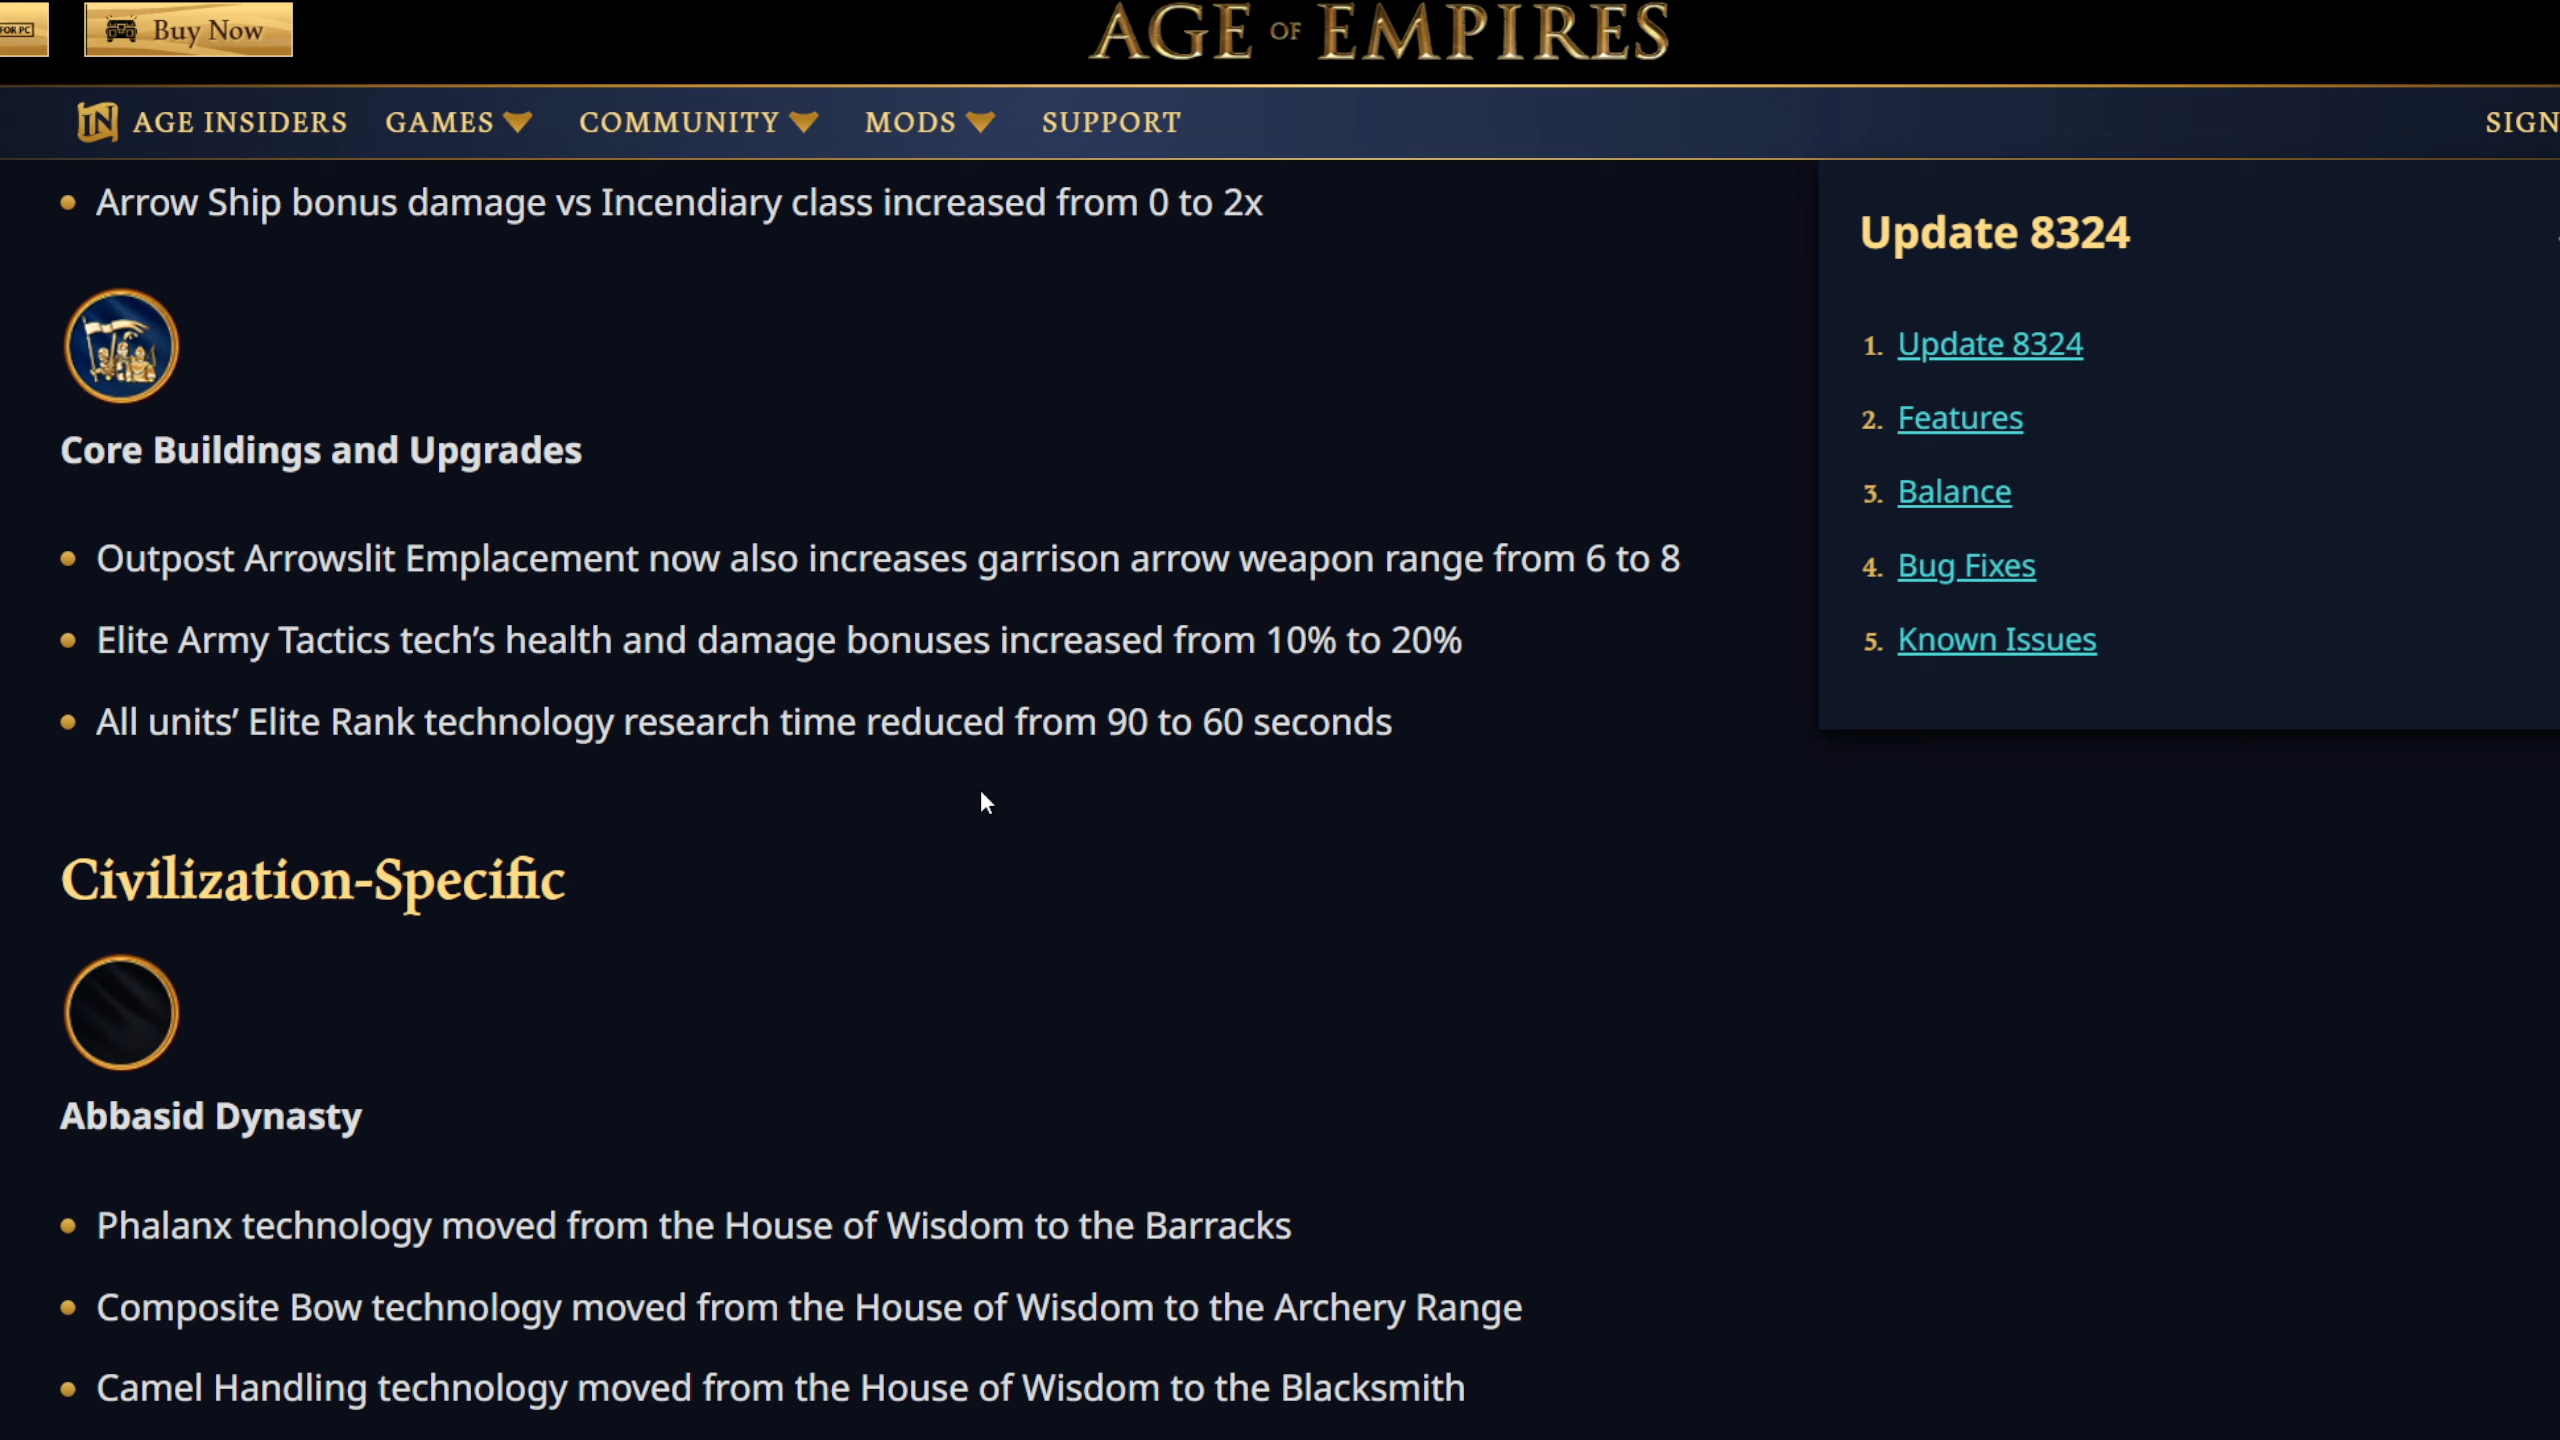 FOR PC
Buy Now
AGE OF EMPIRES
IN AGE INSIDERS GAMES COMMUNITY MODS SUPPORT SIGN
• Arrow Ship bonus damage vs Incendiary class increased from 0 to 2x
Core Buildings and Upgrades
• Outpost Arrowslit Emplacement now also increases garrison arrow weapon range from 6 to 8
• Elite Army Tactics tech’s health and damage bonuses increased from 10% to 20%
• All units’ Elite Rank technology research time reduced from 90 to 60 seconds
Civilization-Specific
Abbasid Dynasty
• Phalanx technology moved from the House of Wisdom to the Barracks
• Composite Bow technology moved from the House of Wisdom to the Archery Range
• Camel Handling technology moved from the House of Wisdom to the Blacksmith
Update 8324
1. Update 8324
2. Features
3. Balance
4. Bug Fixes
5. Known Issues